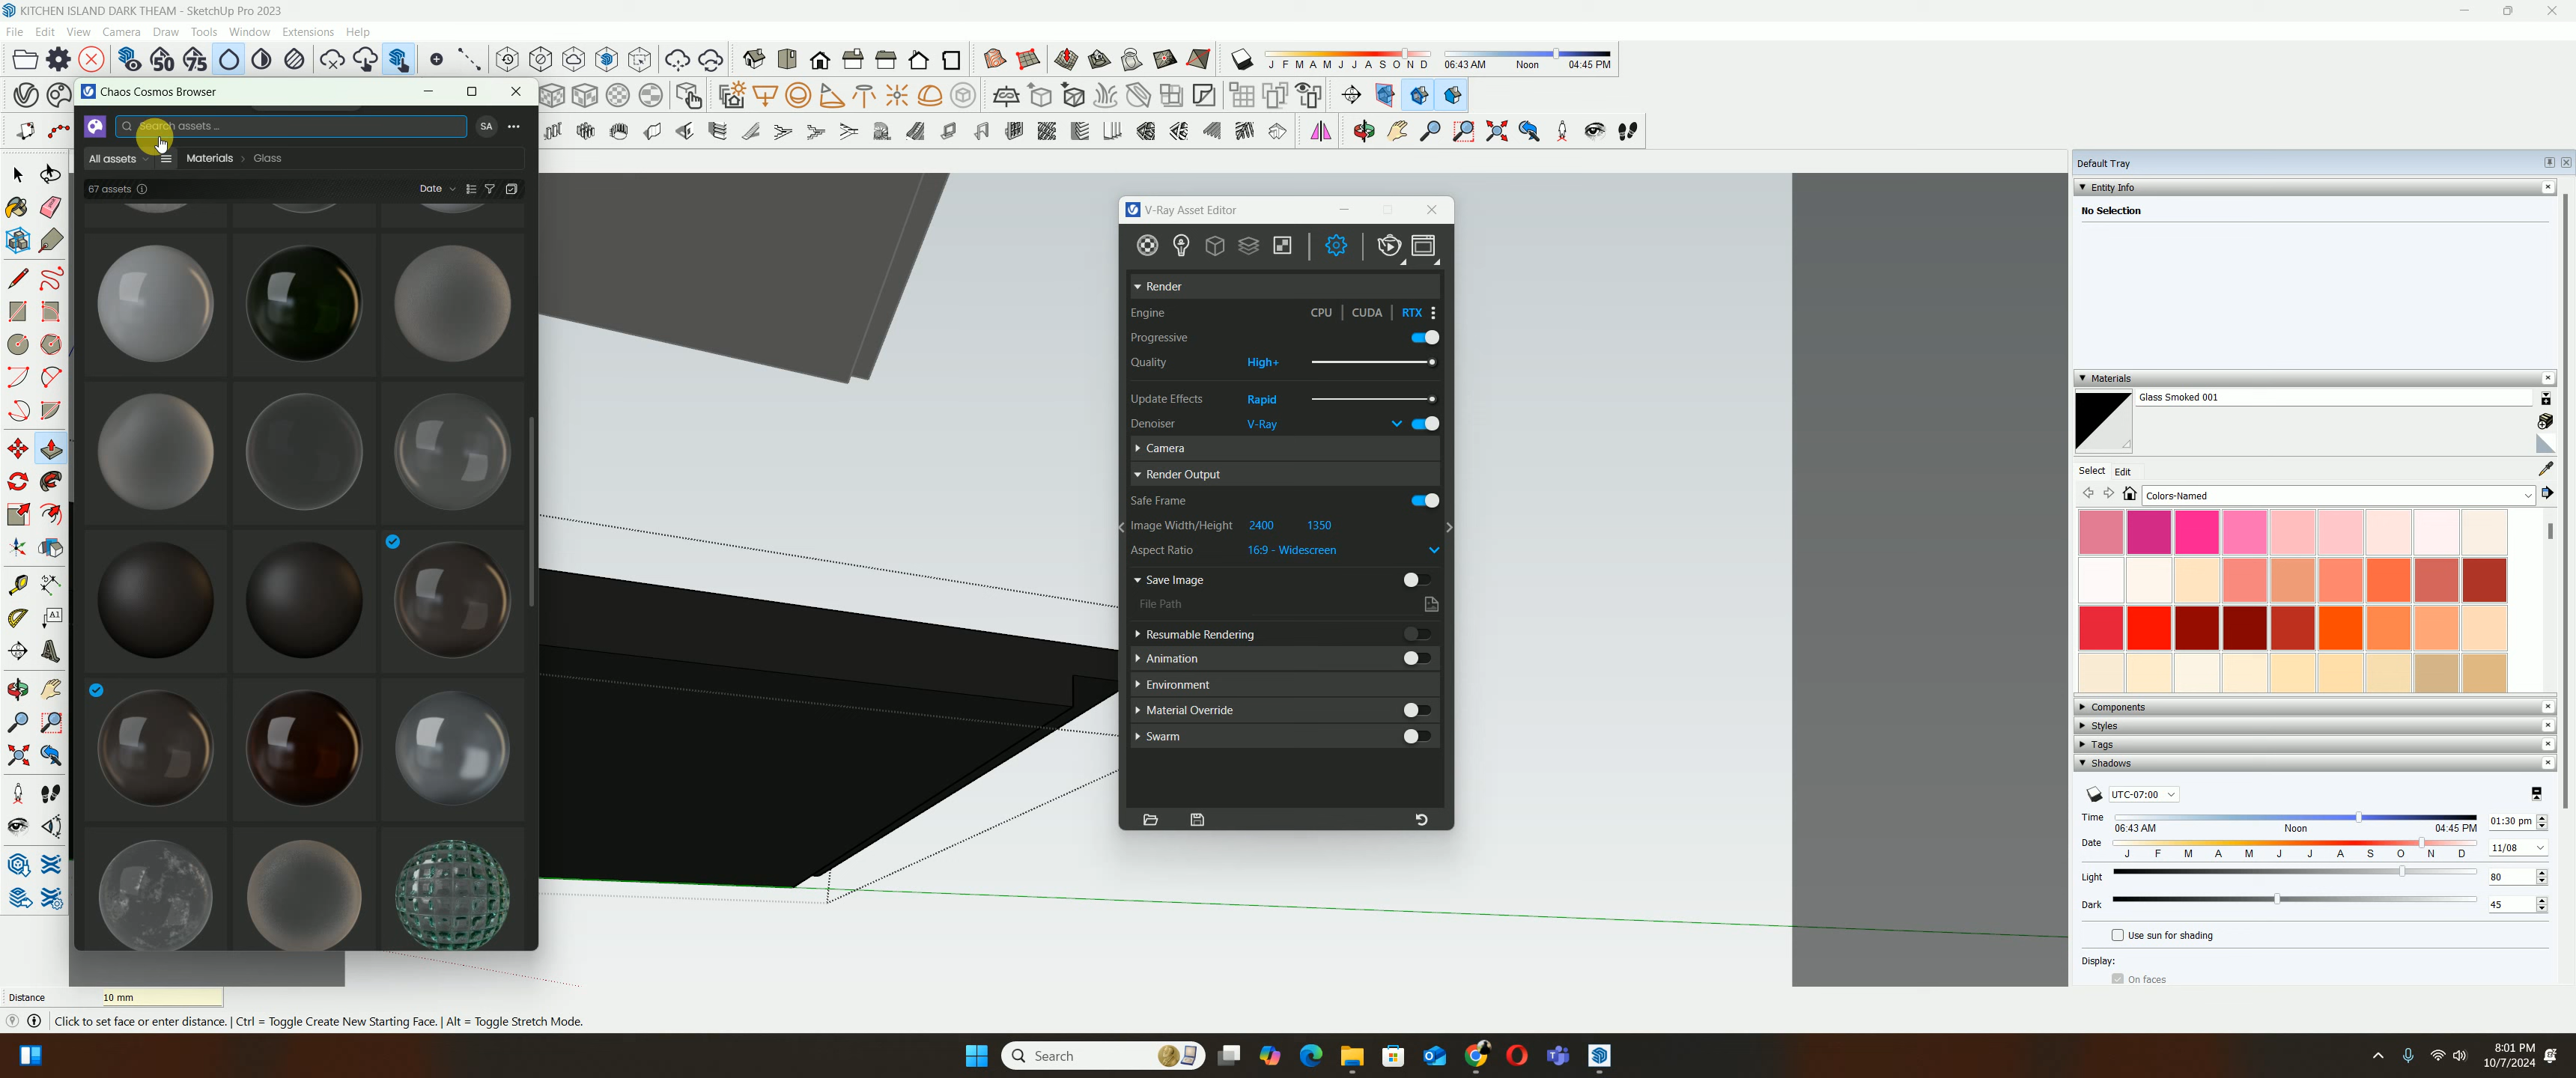 KITCHEN ISLAND DARK THEAM - SketchUp Pro 2023
File Edit View Camera Draw Tools Window Extensions Help
50 75
J F M A M J J A S O N D 06:43 AM Noon 04:45 PM
Chaos Cosmos Browser
Search assets ...
SA
All assets Materials > Glass
67 assets
Date
V-Ray Asset Editor
Render
Engine CPU CUDA RTX
Progressive
Quality High+
Update Effects Rapid
Denoiser V-Ray
Camera
Render Output
Safe Frame
Image Width/Height 2400 1350
Aspect Ratio 16:9 - Widescreen
Save Image
File Path
Resumable Rendering
Animation
Environment
Material Override
Swarm
Default Tray
Entity Info
No Selection
Materials
Glass Smoked 001
Select Edit
Colors-Named
Components
Styles
Tags
Shadows
UTC-07:00
Time 06:43 AM Noon 04:45 PM 01:30 pm
Date J F M A M J J A S O N D 11/08
Light 80
Dark 45
Use sun for shading
Display:
On faces
Distance 10 mm
Click to set face or enter distance. | Ctrl = Toggle Create New Starting Face. | Alt = Toggle Stretch Mode.
Search
8:01 PM
10/7/2024